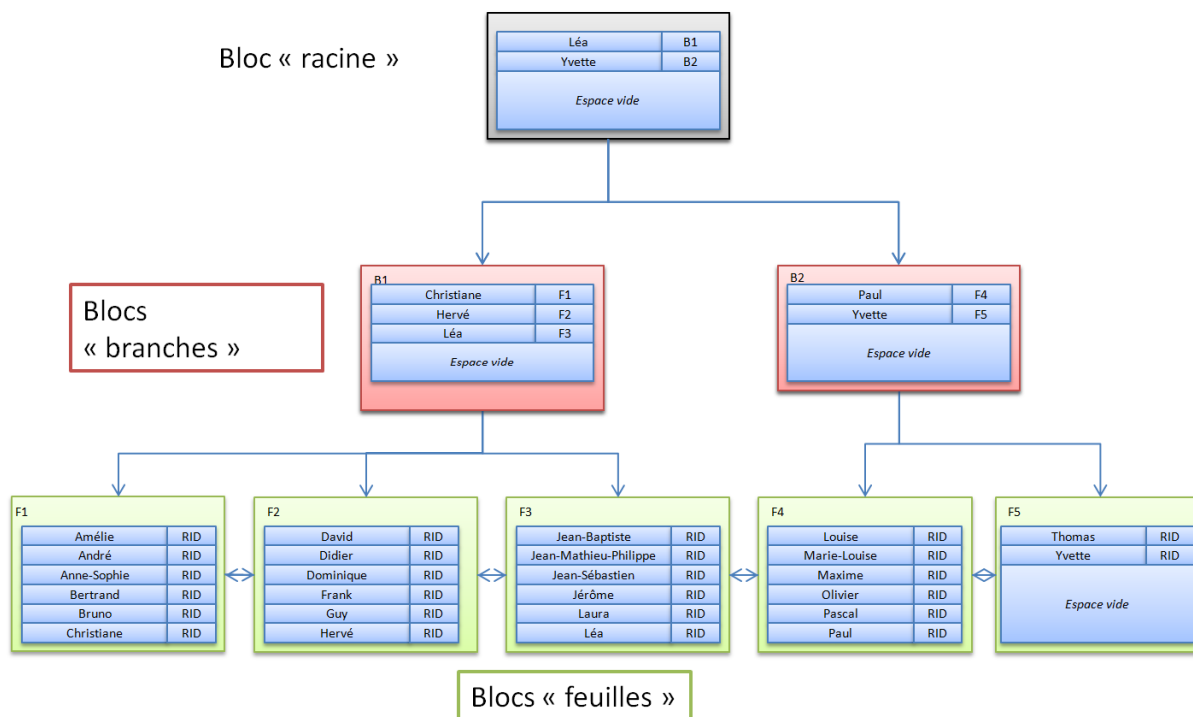 Bloc « racine »
Léa B1
Yvette B2
Espace vide
Blocs
« branches »
B1
Christiane F1
Hervé F2
Léa F3
Espace vide
B2
Paul F4
Yvette F5
Espace vide
F1
Amélie RID
André RID
Anne-Sophie RID
Bertrand RID
Bruno RID
Christiane RID
F2
David RID
Didier RID
Dominique RID
Frank RID
Guy RID
Hervé RID
F3
Jean-Baptiste RID
Jean-Mathieu-Philippe RID
Jean-Sébastien RID
Jérôme RID
Laura RID
Léa RID
F4
Louise RID
Marie-Louise RID
Maxime RID
Olivier RID
Pascal RID
Paul RID
F5
Thomas RID
Yvette RID
Espace vide
Blocs « feuilles »